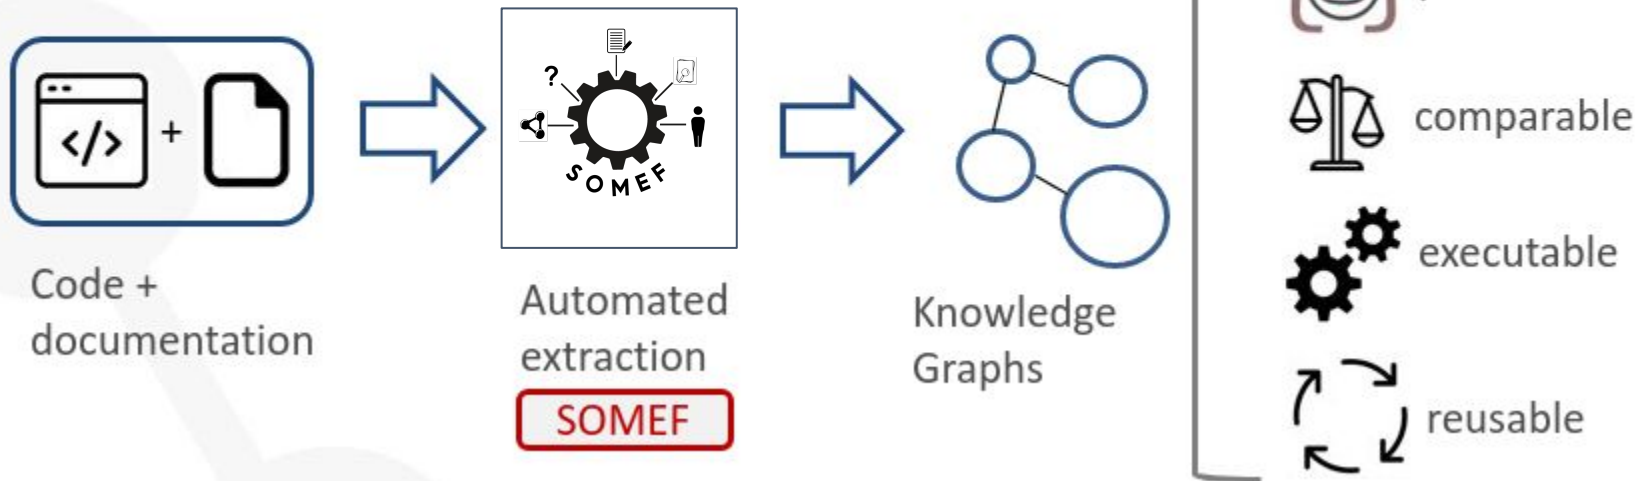 </>
+
?
SOMEF
Code +
documentation
Automated
extraction
SOMEF
Knowledge
Graphs
comparable
executable
reusable